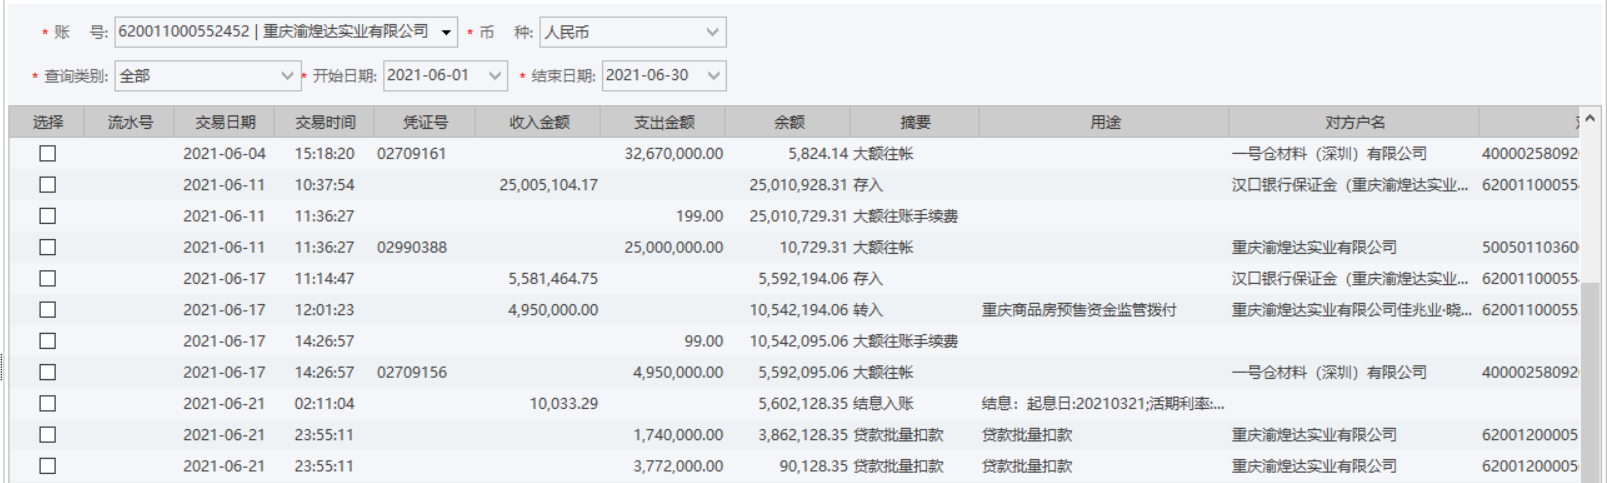 * 账 号: 620011000552452 | 重庆渝煌达实业有限公司 * 币 种: 人民币
* 查询类别: 全部 * 开始日期: 2021-06-01 * 结束日期: 2021-06-30
选择 流水号 交易日期 交易时间 凭证号 收入金额 支出金额 余额 摘要 用途 对方户名
2021-06-04 15:18:20 02709161 32,670,000.00 5,824.14 大额往帐 一号仓材料（深圳）有限公司 400002580920
2021-06-11 10:37:54 25,005,104.17 25,010,928.31 存入 汉口银行保证金（重庆渝煌达实业... 62001100055
2021-06-11 11:36:27 199.00 25,010,729.31 大额往账手续费
2021-06-11 11:36:27 02990388 25,000,000.00 10,729.31 大额往帐 重庆渝煌达实业有限公司 50050110360
2021-06-17 11:14:47 5,581,464.75 5,592,194.06 存入 汉口银行保证金（重庆渝煌达实业... 62001100055
2021-06-17 12:01:23 4,950,000.00 10,542,194.06 转入 重庆商品房预售资金监管拨付 重庆渝煌达实业有限公司佳兆业·晓... 62001100055
2021-06-17 14:26:57 99.00 10,542,095.06 大额往账手续费
2021-06-17 14:26:57 02709156 4,950,000.00 5,592,095.06 大额往帐 一号仓材料（深圳）有限公司 400002580920
2021-06-21 02:11:04 10,033.29 5,602,128.35 结息入账 结息：起息日:20210321;活期利率:...
2021-06-21 23:55:11 1,740,000.00 3,862,128.35 贷款批量扣款 贷款批量扣款 重庆渝煌达实业有限公司 62001200005
2021-06-21 23:55:11 3,772,000.00 90,128.35 贷款批量扣款 贷款批量扣款 重庆渝煌达实业有限公司 62001200005